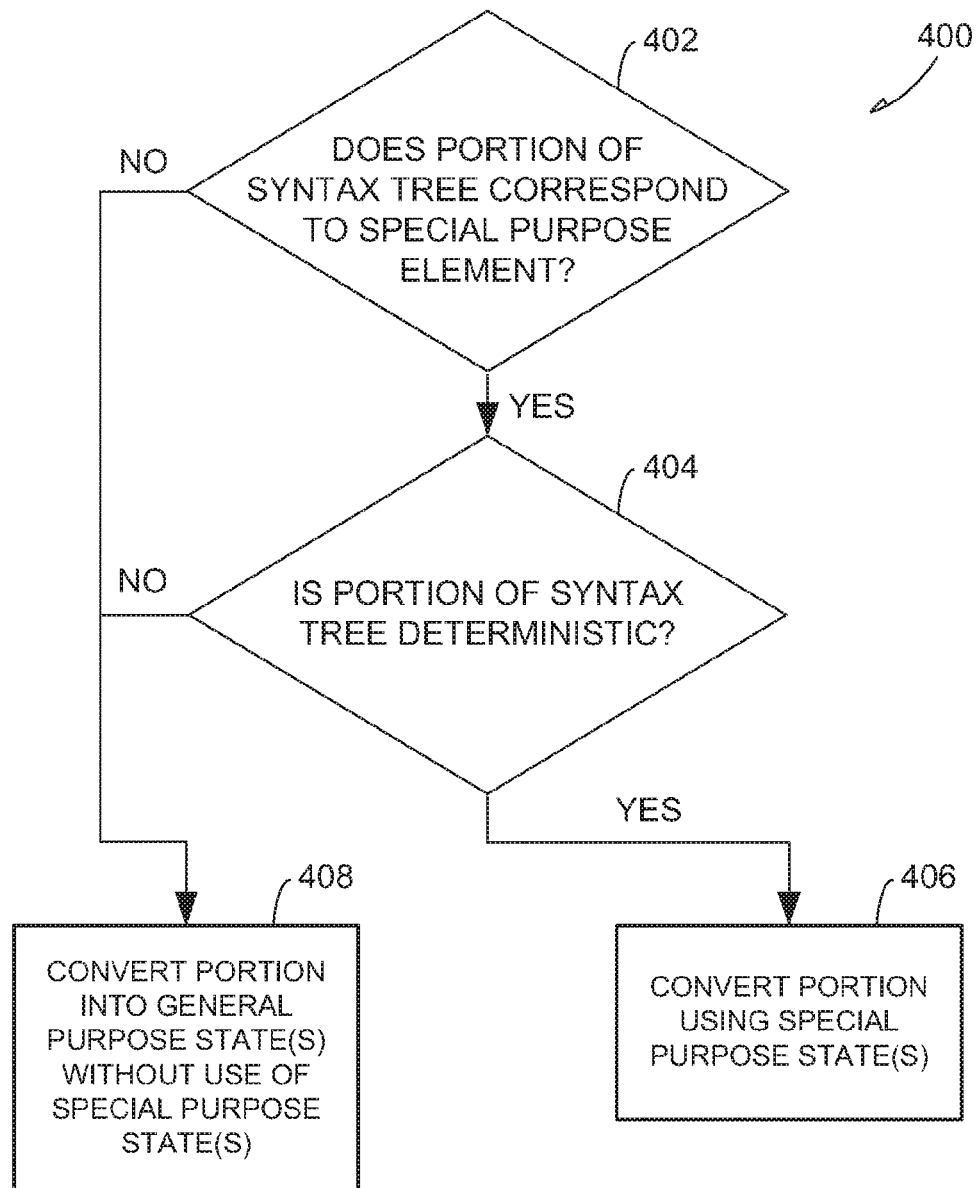 402
400
NO
DOES PORTION OF
SYNTAX TREE CORRESPOND
TO SPECIAL PURPOSE
ELEMENT?
YES
404
NO
IS PORTION OF SYNTAX
TREE DETERMINISTIC?
YES
408
406
CONVERT PORTION
INTO GENERAL
PURPOSE STATE(S)
WITHOUT USE OF
SPECIAL PURPOSE
STATE(S)
CONVERT PORTION
USING SPECIAL
PURPOSE STATE(S)